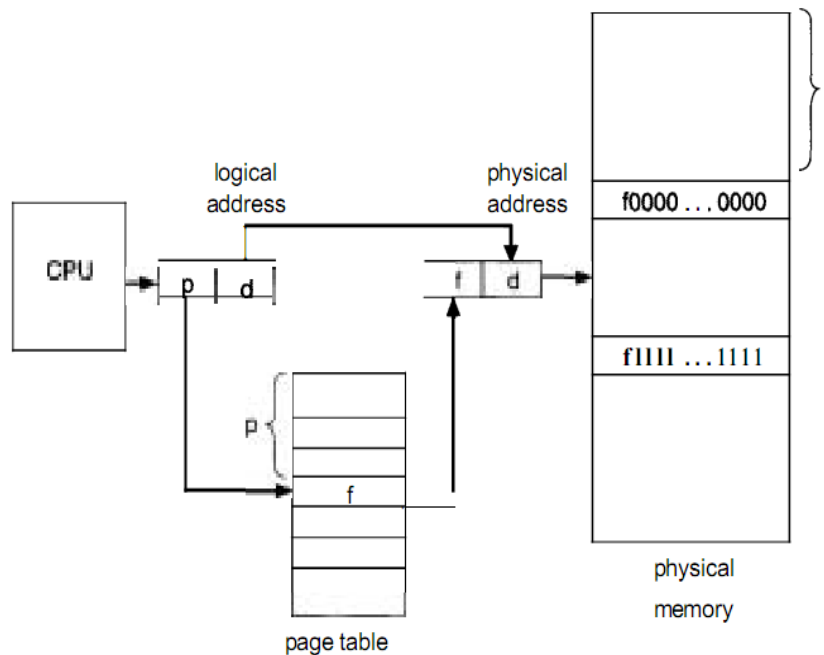 logical
address
physical
address
f0000 ... 0000
CPU
p
d
f
d
f1111 ... 1111
p
f
physical
memory
page table